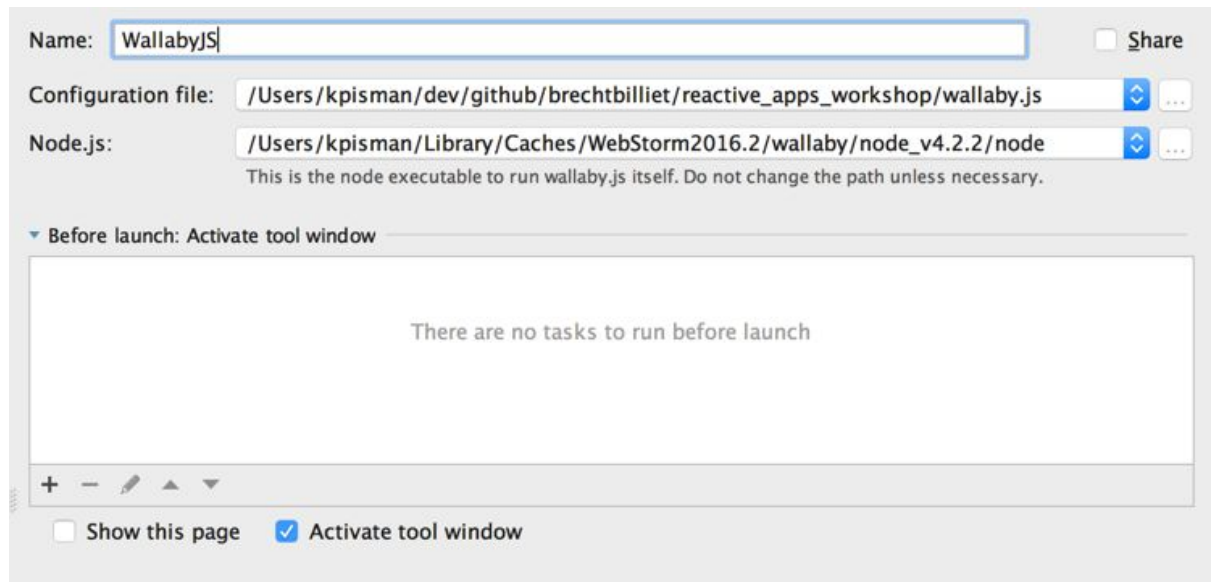 Name: WallabyJS Share
Configuration file: /Users/kpisman/dev/github/brechtbilliet/reactive_apps_workshop/wallaby.js ...
Node.js: /Users/kpisman/Library/Caches/WebStorm2016.2/wallaby/node_v4.2.2/node ...
This is the node executable to run wallaby.js itself. Do not change the path unless necessary.
Before launch: Activate tool window
There are no tasks to run before launch
Show this page Activate tool window